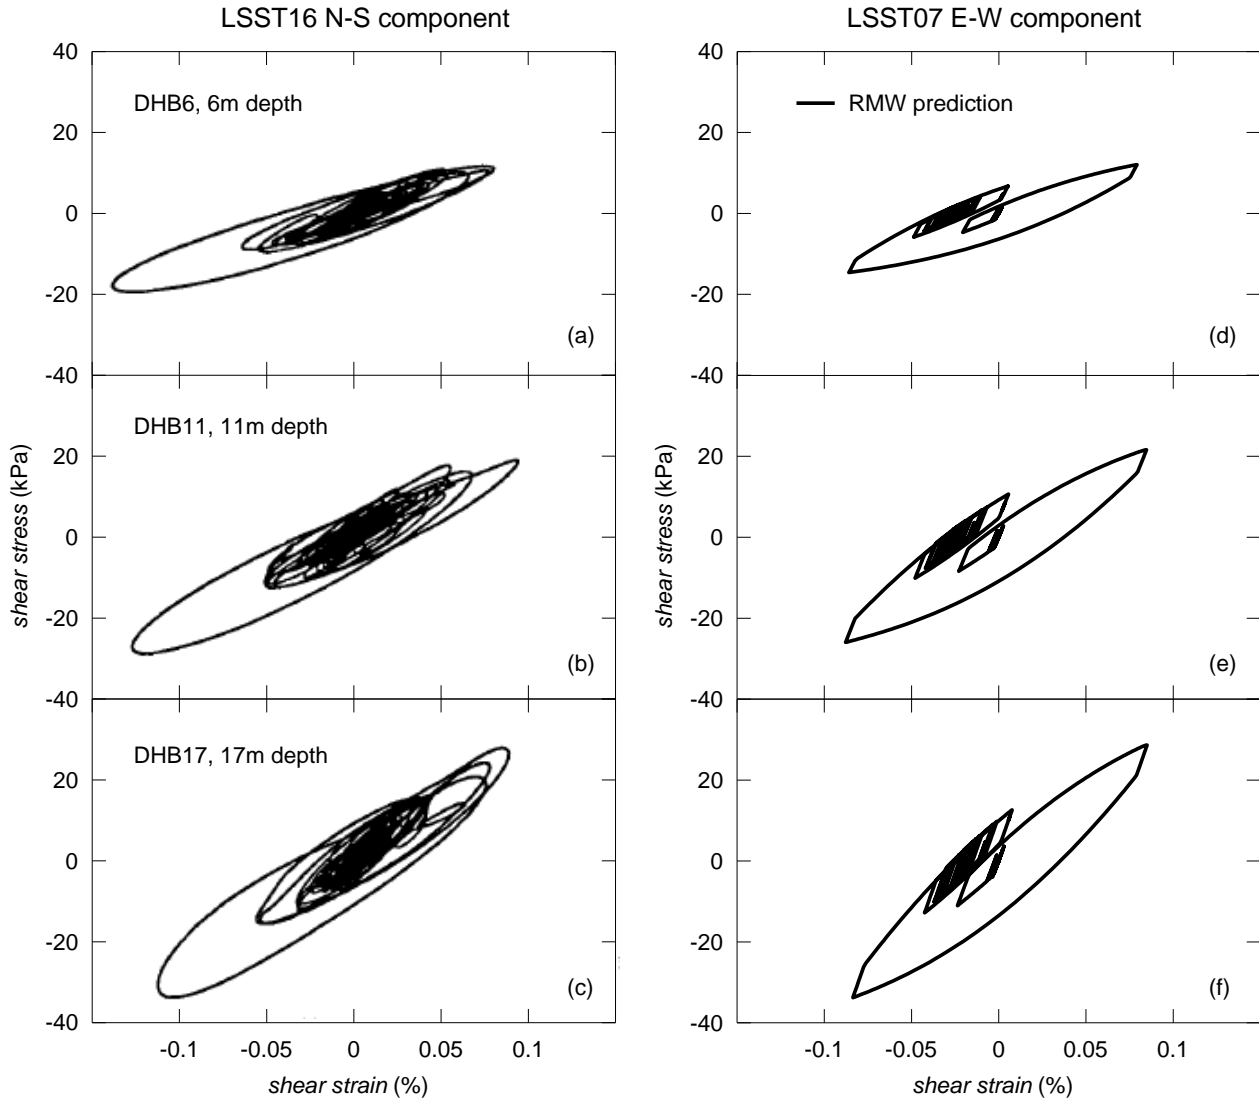 LSST16 N-S component
LSST07 E-W component
40
20
0
-20
-40
DHB6, 6m depth
(a)
40
20
0
-20
-40
RMW prediction
(d)
shear stress (kPa)
20
0
-20
-40
DHB11, 11m depth
(b)
shear stress (kPa)
20
0
-20
-40
(e)
20
0
-20
-40
DHB17, 17m depth
(c)
20
0
-20
-40
(f)
-0.1 -0.05 0 0.05 0.1
shear strain (%)
-0.1 -0.05 0 0.05 0.1
shear strain (%)